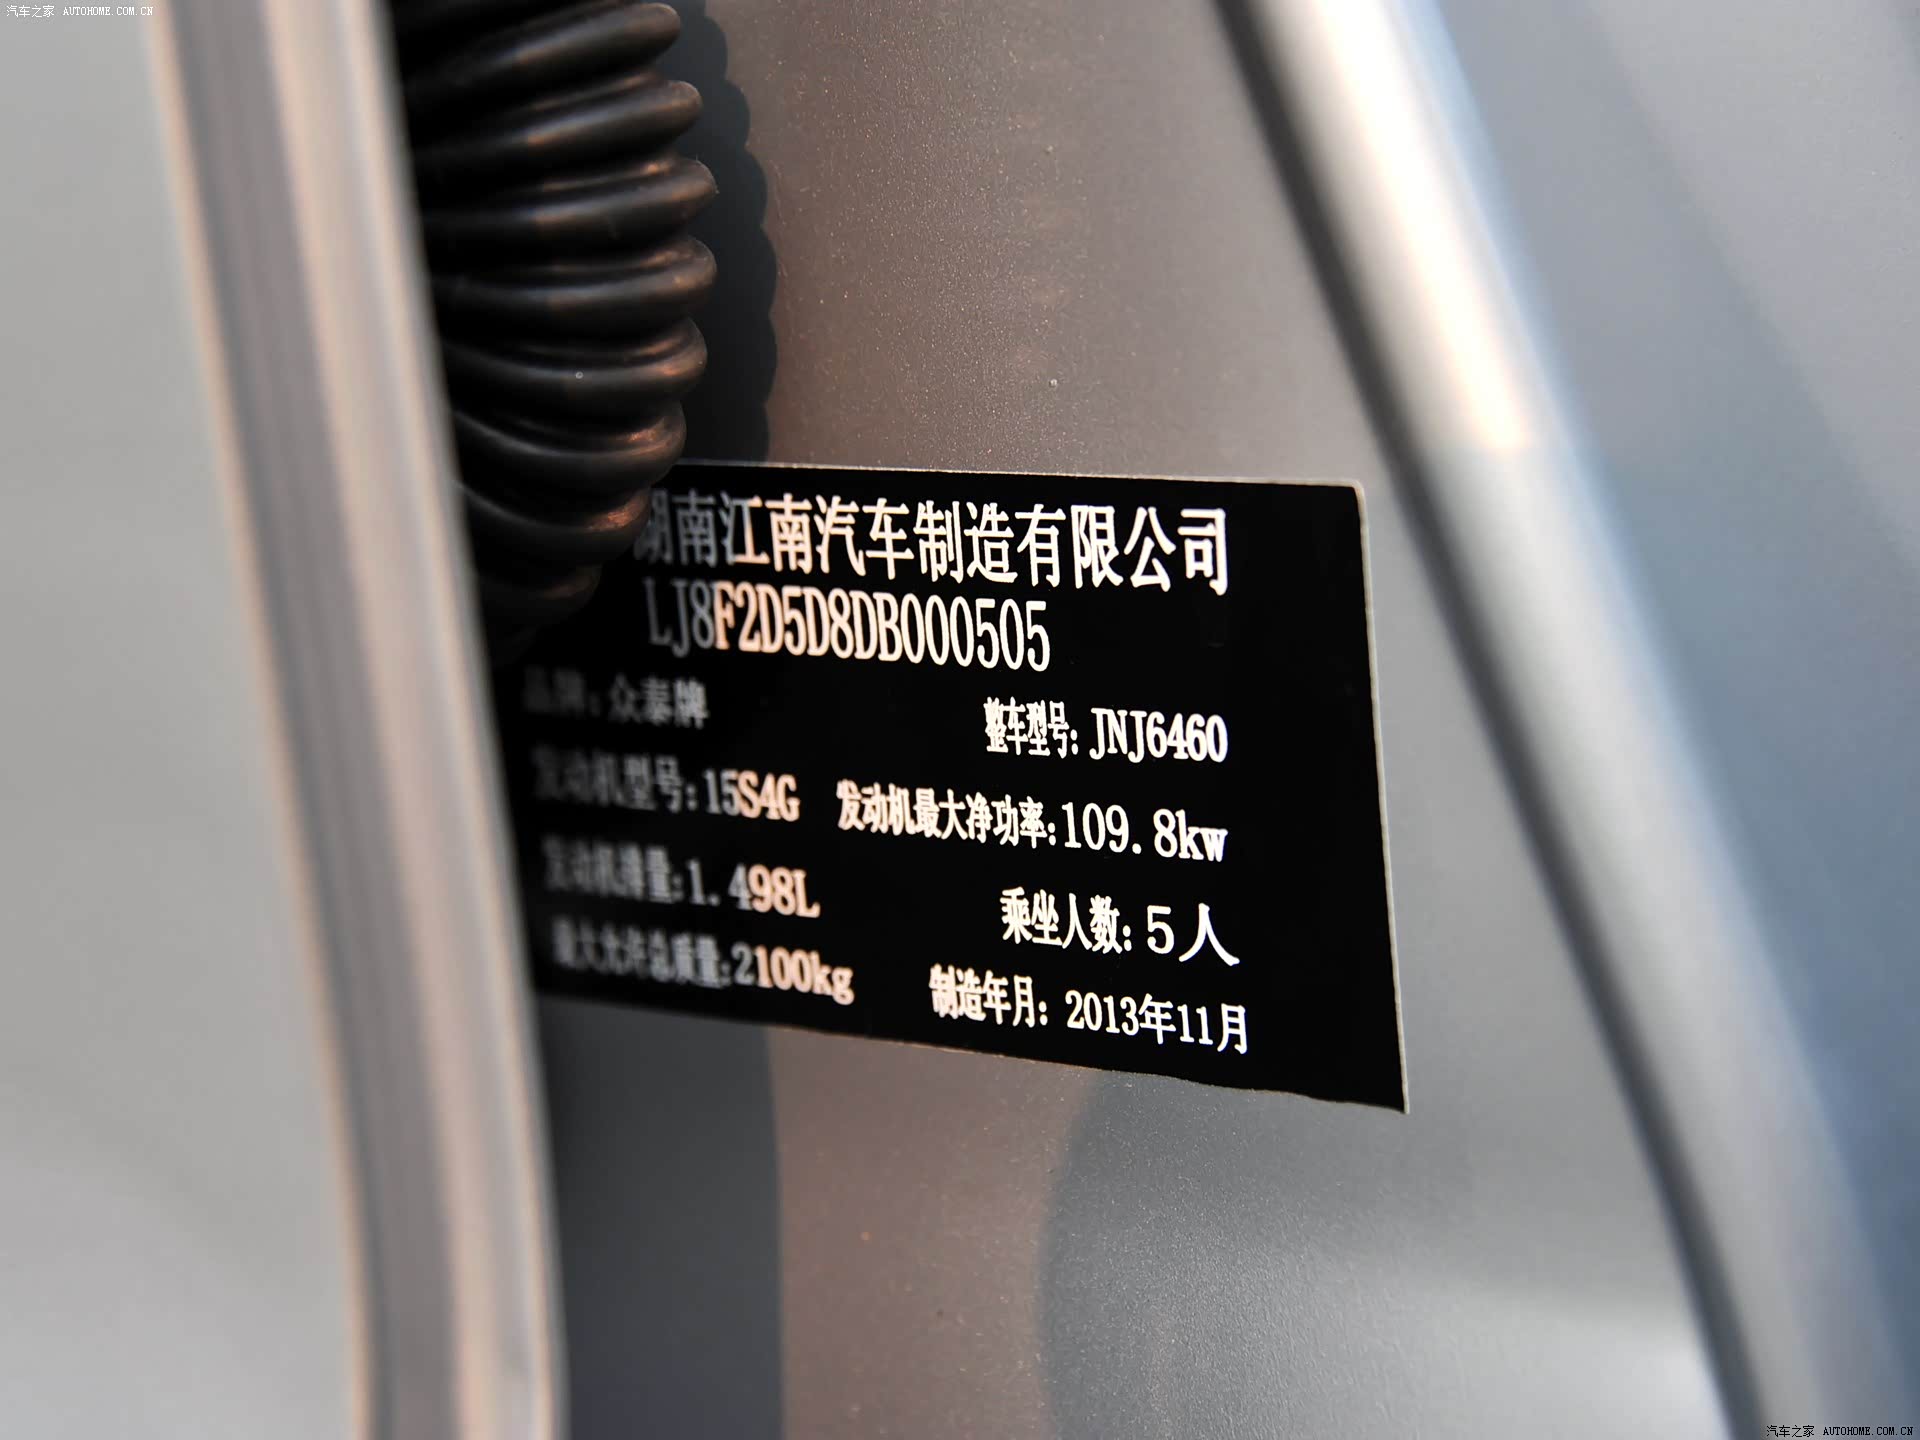 汽车之家 AUTOHOME.COM.CN
湖南江南汽车制造有限公司
LJ8F2D5D8DB000505
品牌:众泰牌 整车型号:JNJ6460
发动机型号:15S4G 发动机最大净功率:109.8kw
发动机排量:1.498L 乘坐人数:5人
最大允许总质量:2100kg 制造年月:2013年11月
汽车之家 AUTOHOME.COM.CN